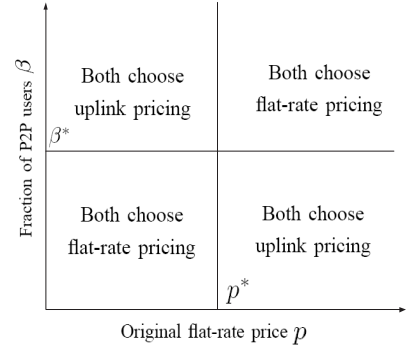 Fraction of P2P users β
Both choose
uplink pricing
Both choose
flat-rate pricing
β*
Both choose
flat-rate pricing
Both choose
uplink pricing
p*
Original flat-rate price p